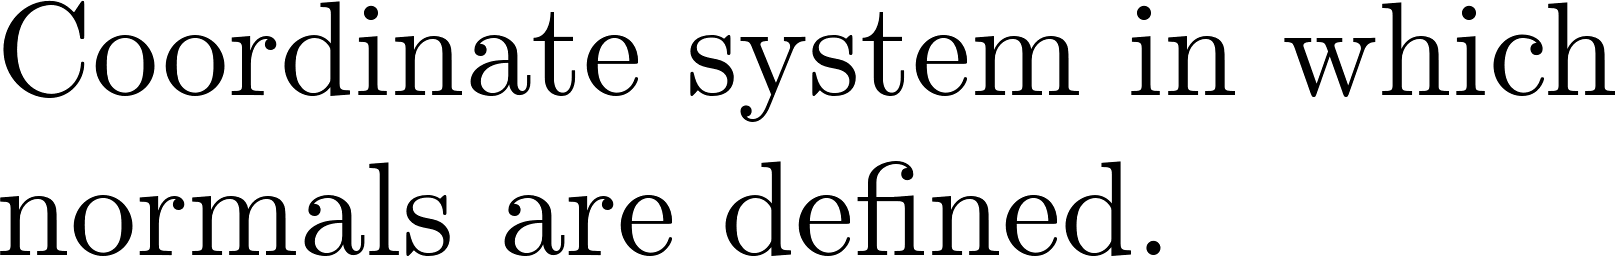 Coordinate system in which
normals are defined.